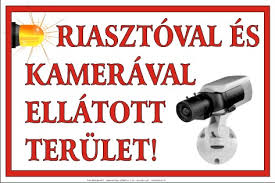 RIASZTÓVAL ÉS
KAMERÁVAL
ELLÁTOTT
TERÜLET!